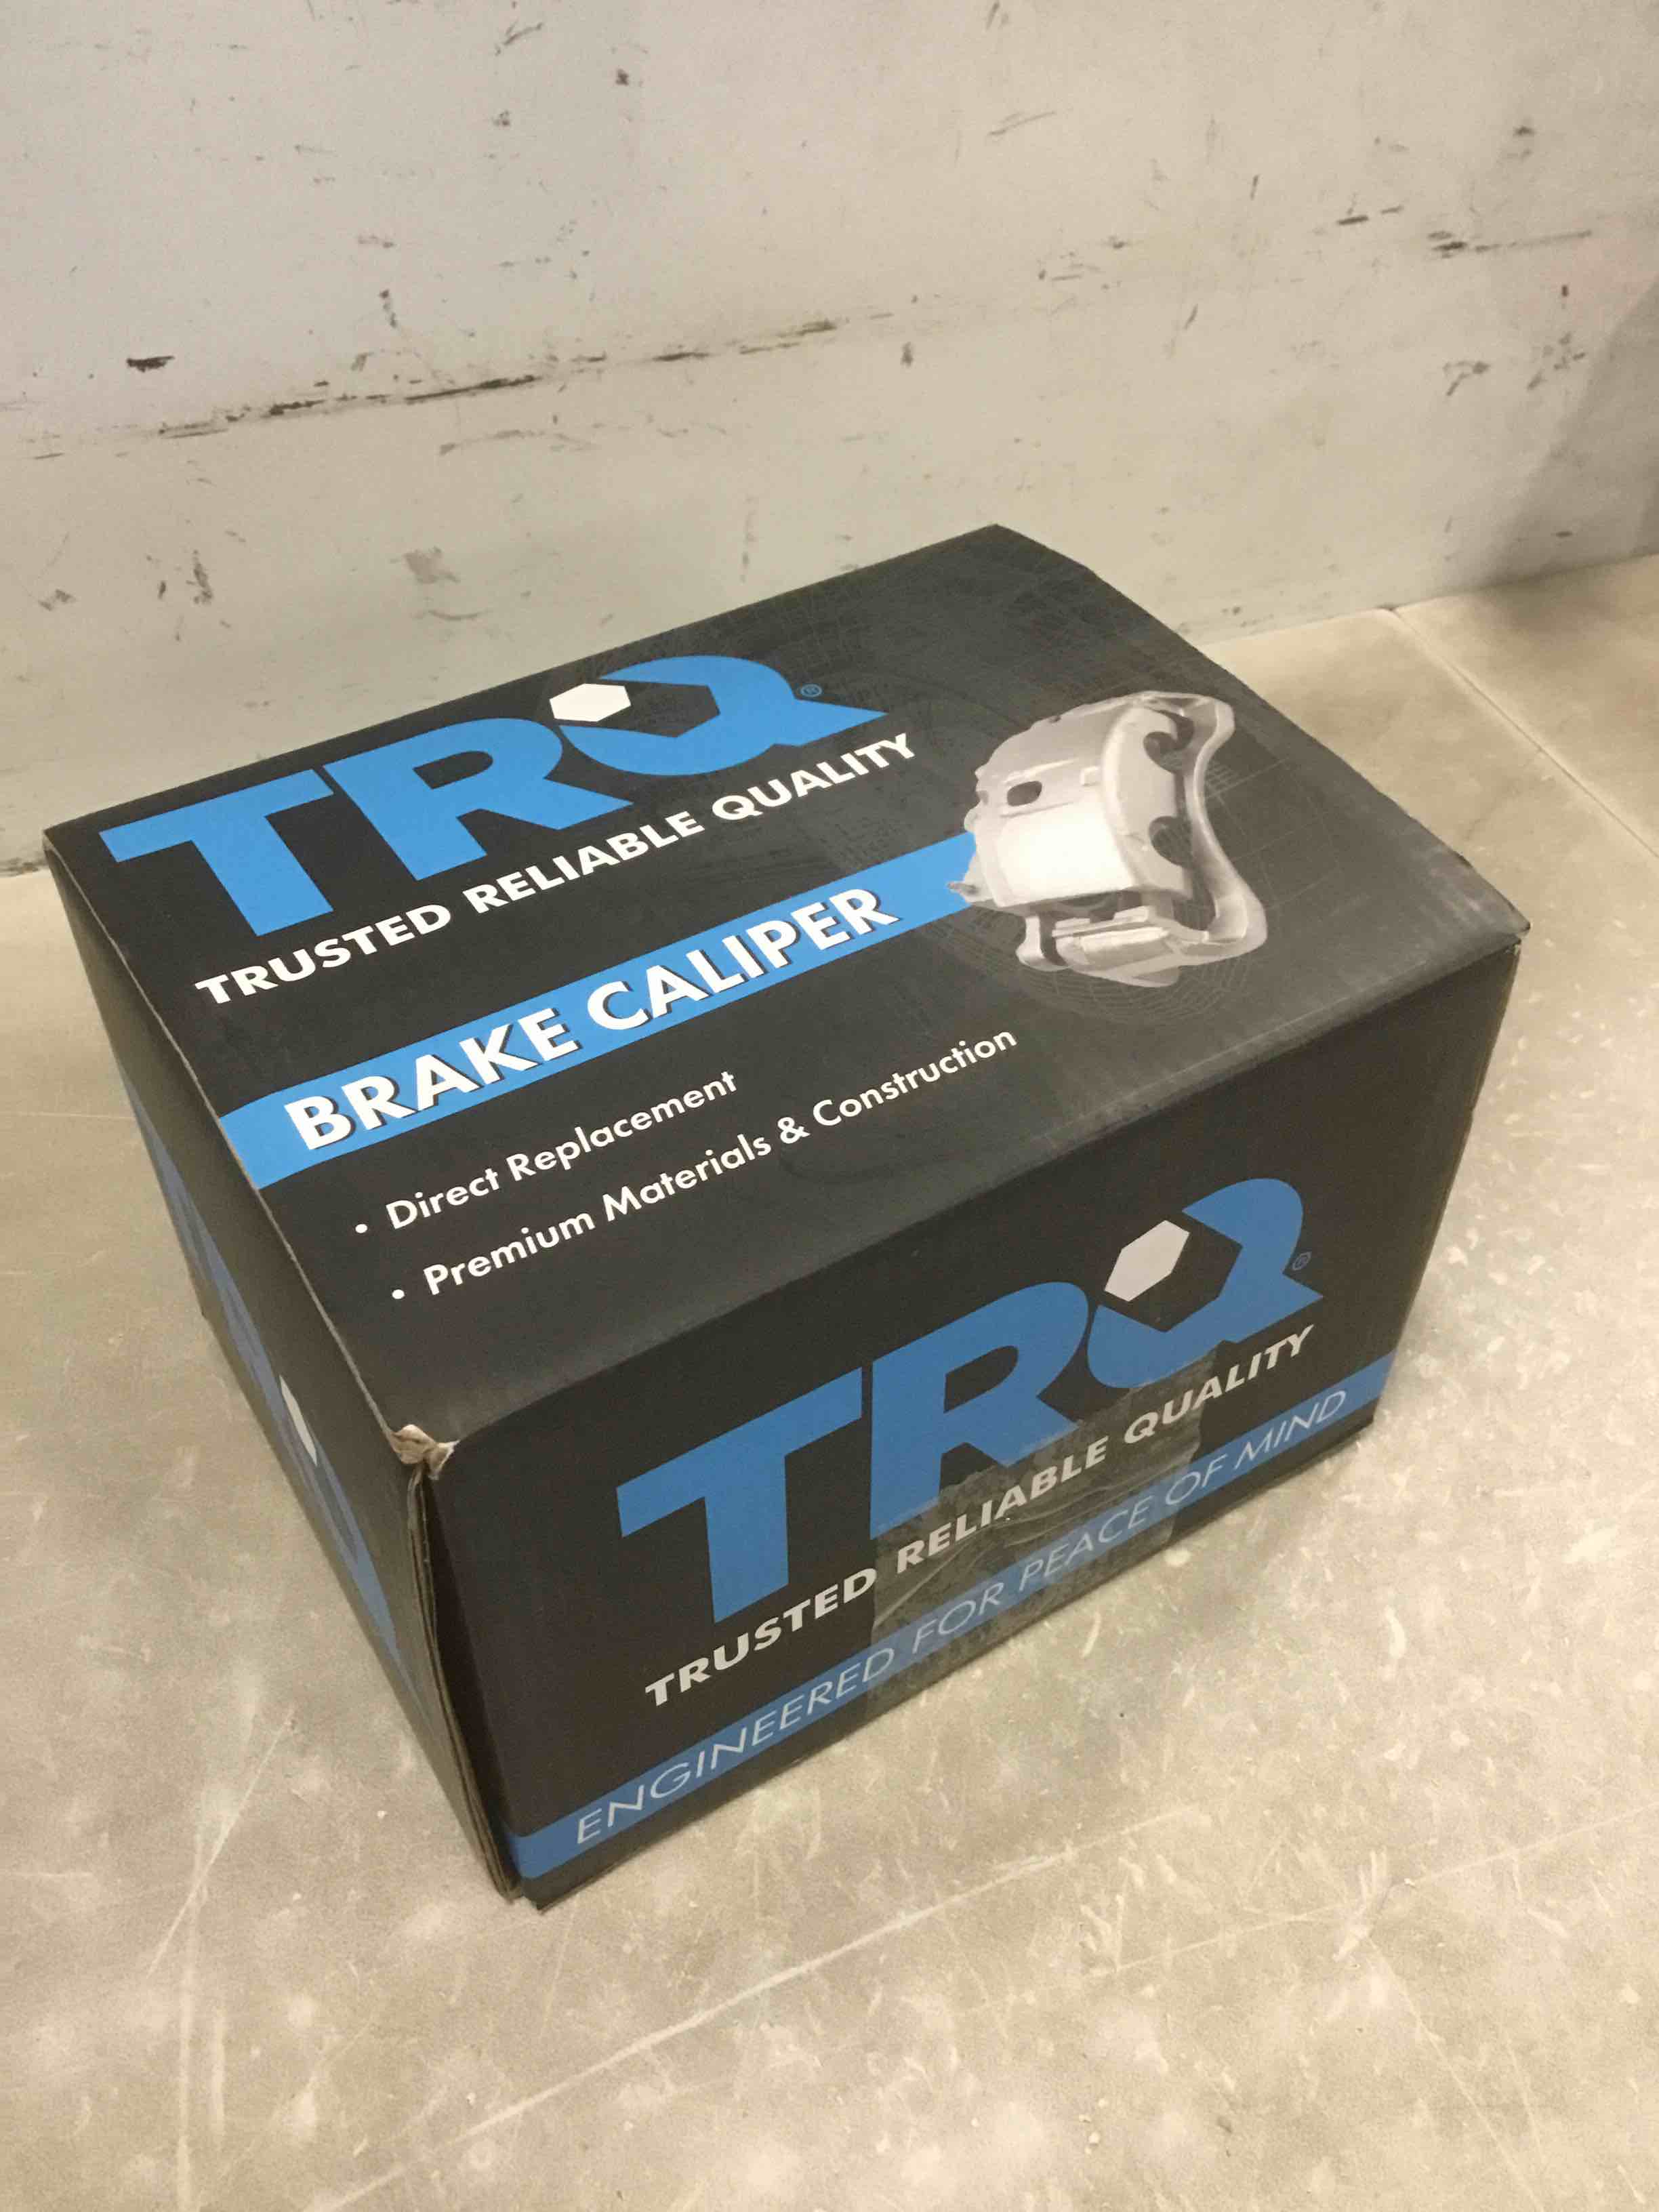 TRQ®
TRUSTED RELIABLE QUALITY
BRAKE CALIPER
• Direct Replacement
• Premium Materials & Construction
TRQ®
TRUSTED RELIABLE QUALITY
ENGINEERED FOR PEACE OF MIND